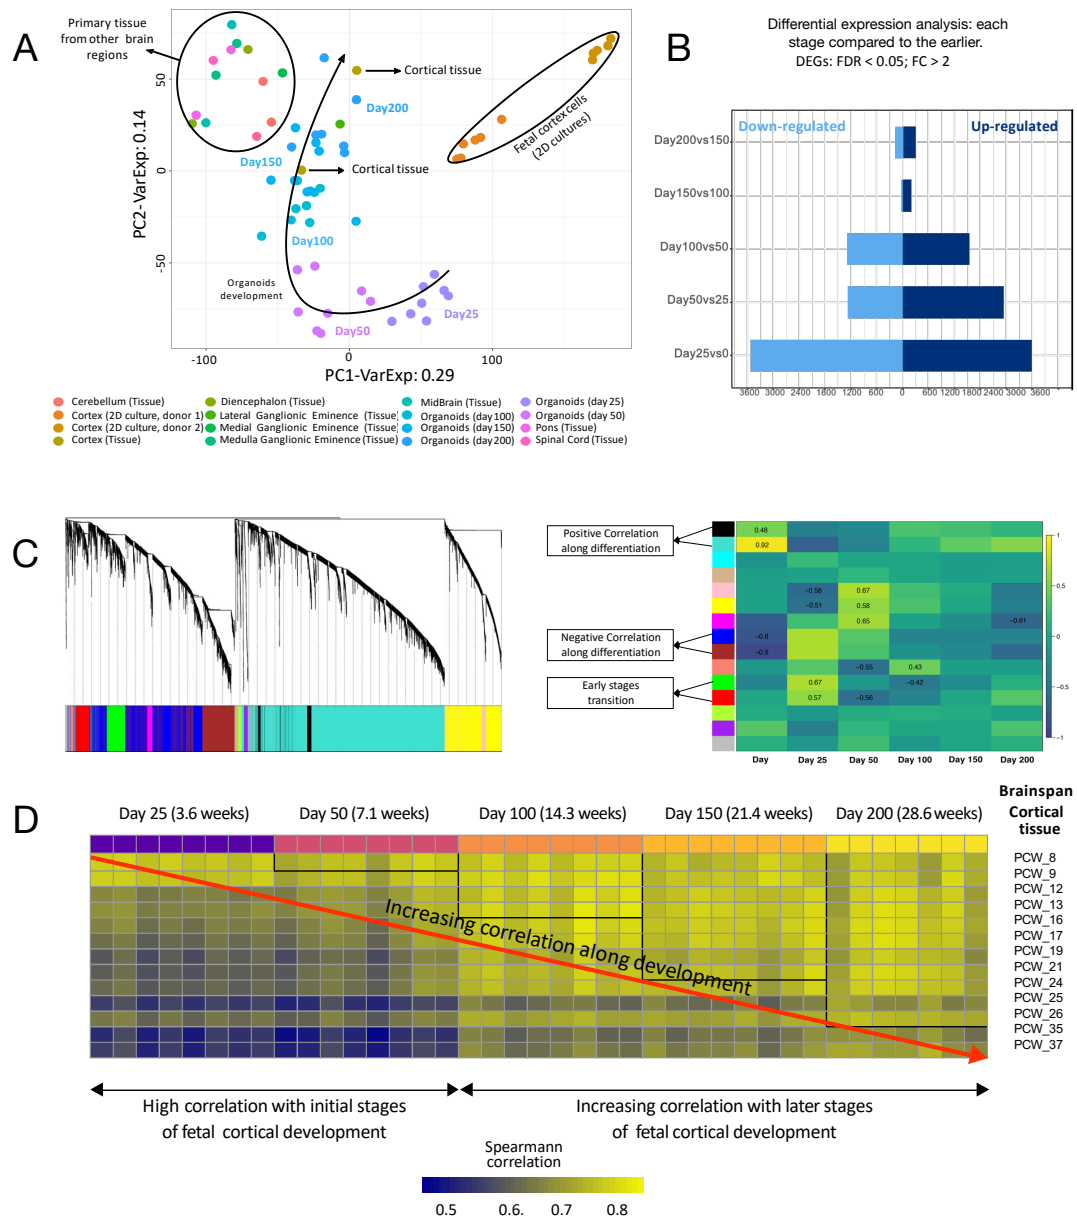 A
Primary tissue
from other brain
regions
Cortical tissue
Day200
Day150
Cortical tissue
Fetal cortex cells
(2D cultures)
Day100
Organoids
development
Day50
Day25
PC2-VarExp: 0.14
50
0
-50
-100
0
100
PC1-VarExp: 0.29
Cerebellum (Tissue)
Cortex (2D culture, donor 1)
Cortex (2D culture, donor 2)
Cortex (Tissue)
Diencephalon (Tissue)
Lateral Ganglionic Eminence (Tissue)
Medial Ganglionic Eminence (Tissue)
Medulla Ganglionic Eminence (Tissue)
MidBrain (Tissue)
Organoids (day 100)
Organoids (day 150)
Organoids (day 200)
Organoids (day 25)
Organoids (day 50)
Pons (Tissue)
Spinal Cord (Tissue)
B
Differential expression analysis: each
stage compared to the earlier.
DEGs: FDR < 0.05; FC > 2
Down-regulated
Up-regulated
Day200vs150
Day150vs100
Day100vs50
Day50vs25
Day25vs0
3600 3000 2400 1800 1200 600 0 600 1200 1800 2400 3000 3600
C
Positive Correlation
along differentiation
Negative Correlation
along differentiation
Early stages
transition
0.48
0.92
−0.58 0.67
−0.51 0.58
0.65 −0.61
−0.8
−0.9
−0.55 0.43
0.67 −0.42
0.57 −0.56
Day Day 25 Day 50 Day 100 Day 150 Day 200
1
0.5
0
−0.5
−1
D
Day 25 (3.6 weeks)
Day 50 (7.1 weeks)
Day 100 (14.3 weeks)
Day 150 (21.4 weeks)
Day 200 (28.6 weeks)
Brainspan
Cortical
tissue
PCW_8
PCW_9
PCW_12
PCW_13
PCW_16
PCW_17
PCW_19
PCW_21
PCW_24
PCW_25
PCW_26
PCW_35
PCW_37
Increasing correlation along development
High correlation with initial stages
of fetal cortical development
Increasing correlation with later stages
of fetal cortical development
Spearmann
correlation
0.5 0.6. 0.7 0.8